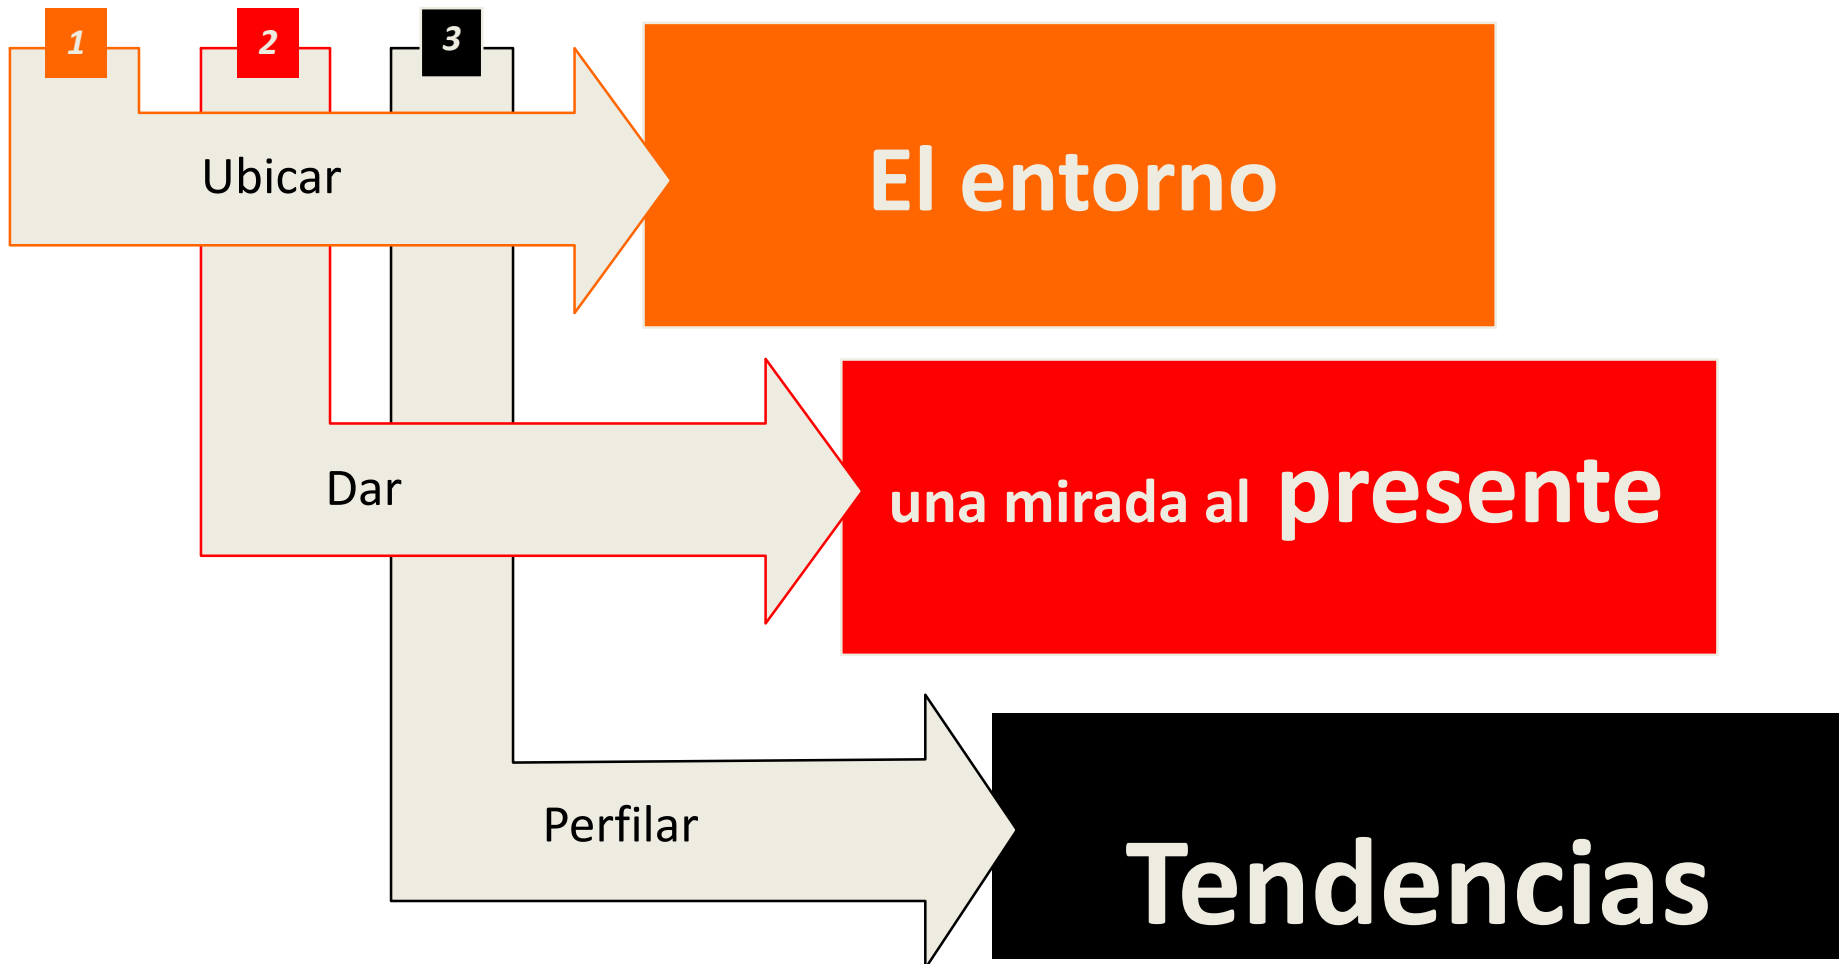 1
2
3
Ubicar
El entorno
Dar
una mirada al presente
Perfilar
Tendencias